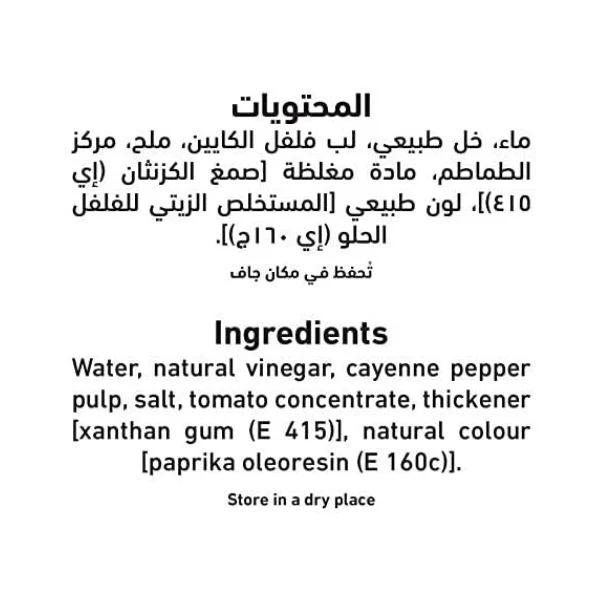 المحتويات
ماء، خل طبيعي، لب فلفل الكايين، ملح، مركز
الطماطم، مادة مغلظة [صمغ الكزنثان (إي
٤١٥)]، لون طبيعي [المستخلص الزيتي للفلفل
الحلو (إي ١٦٠ج)].
تُحفظ في مكان جاف
Ingredients
Water, natural vinegar, cayenne pepper
pulp, salt, tomato concentrate, thickener
[xanthan gum (E 415)], natural colour
[paprika oleoresin (E 160c)].
Store in a dry place